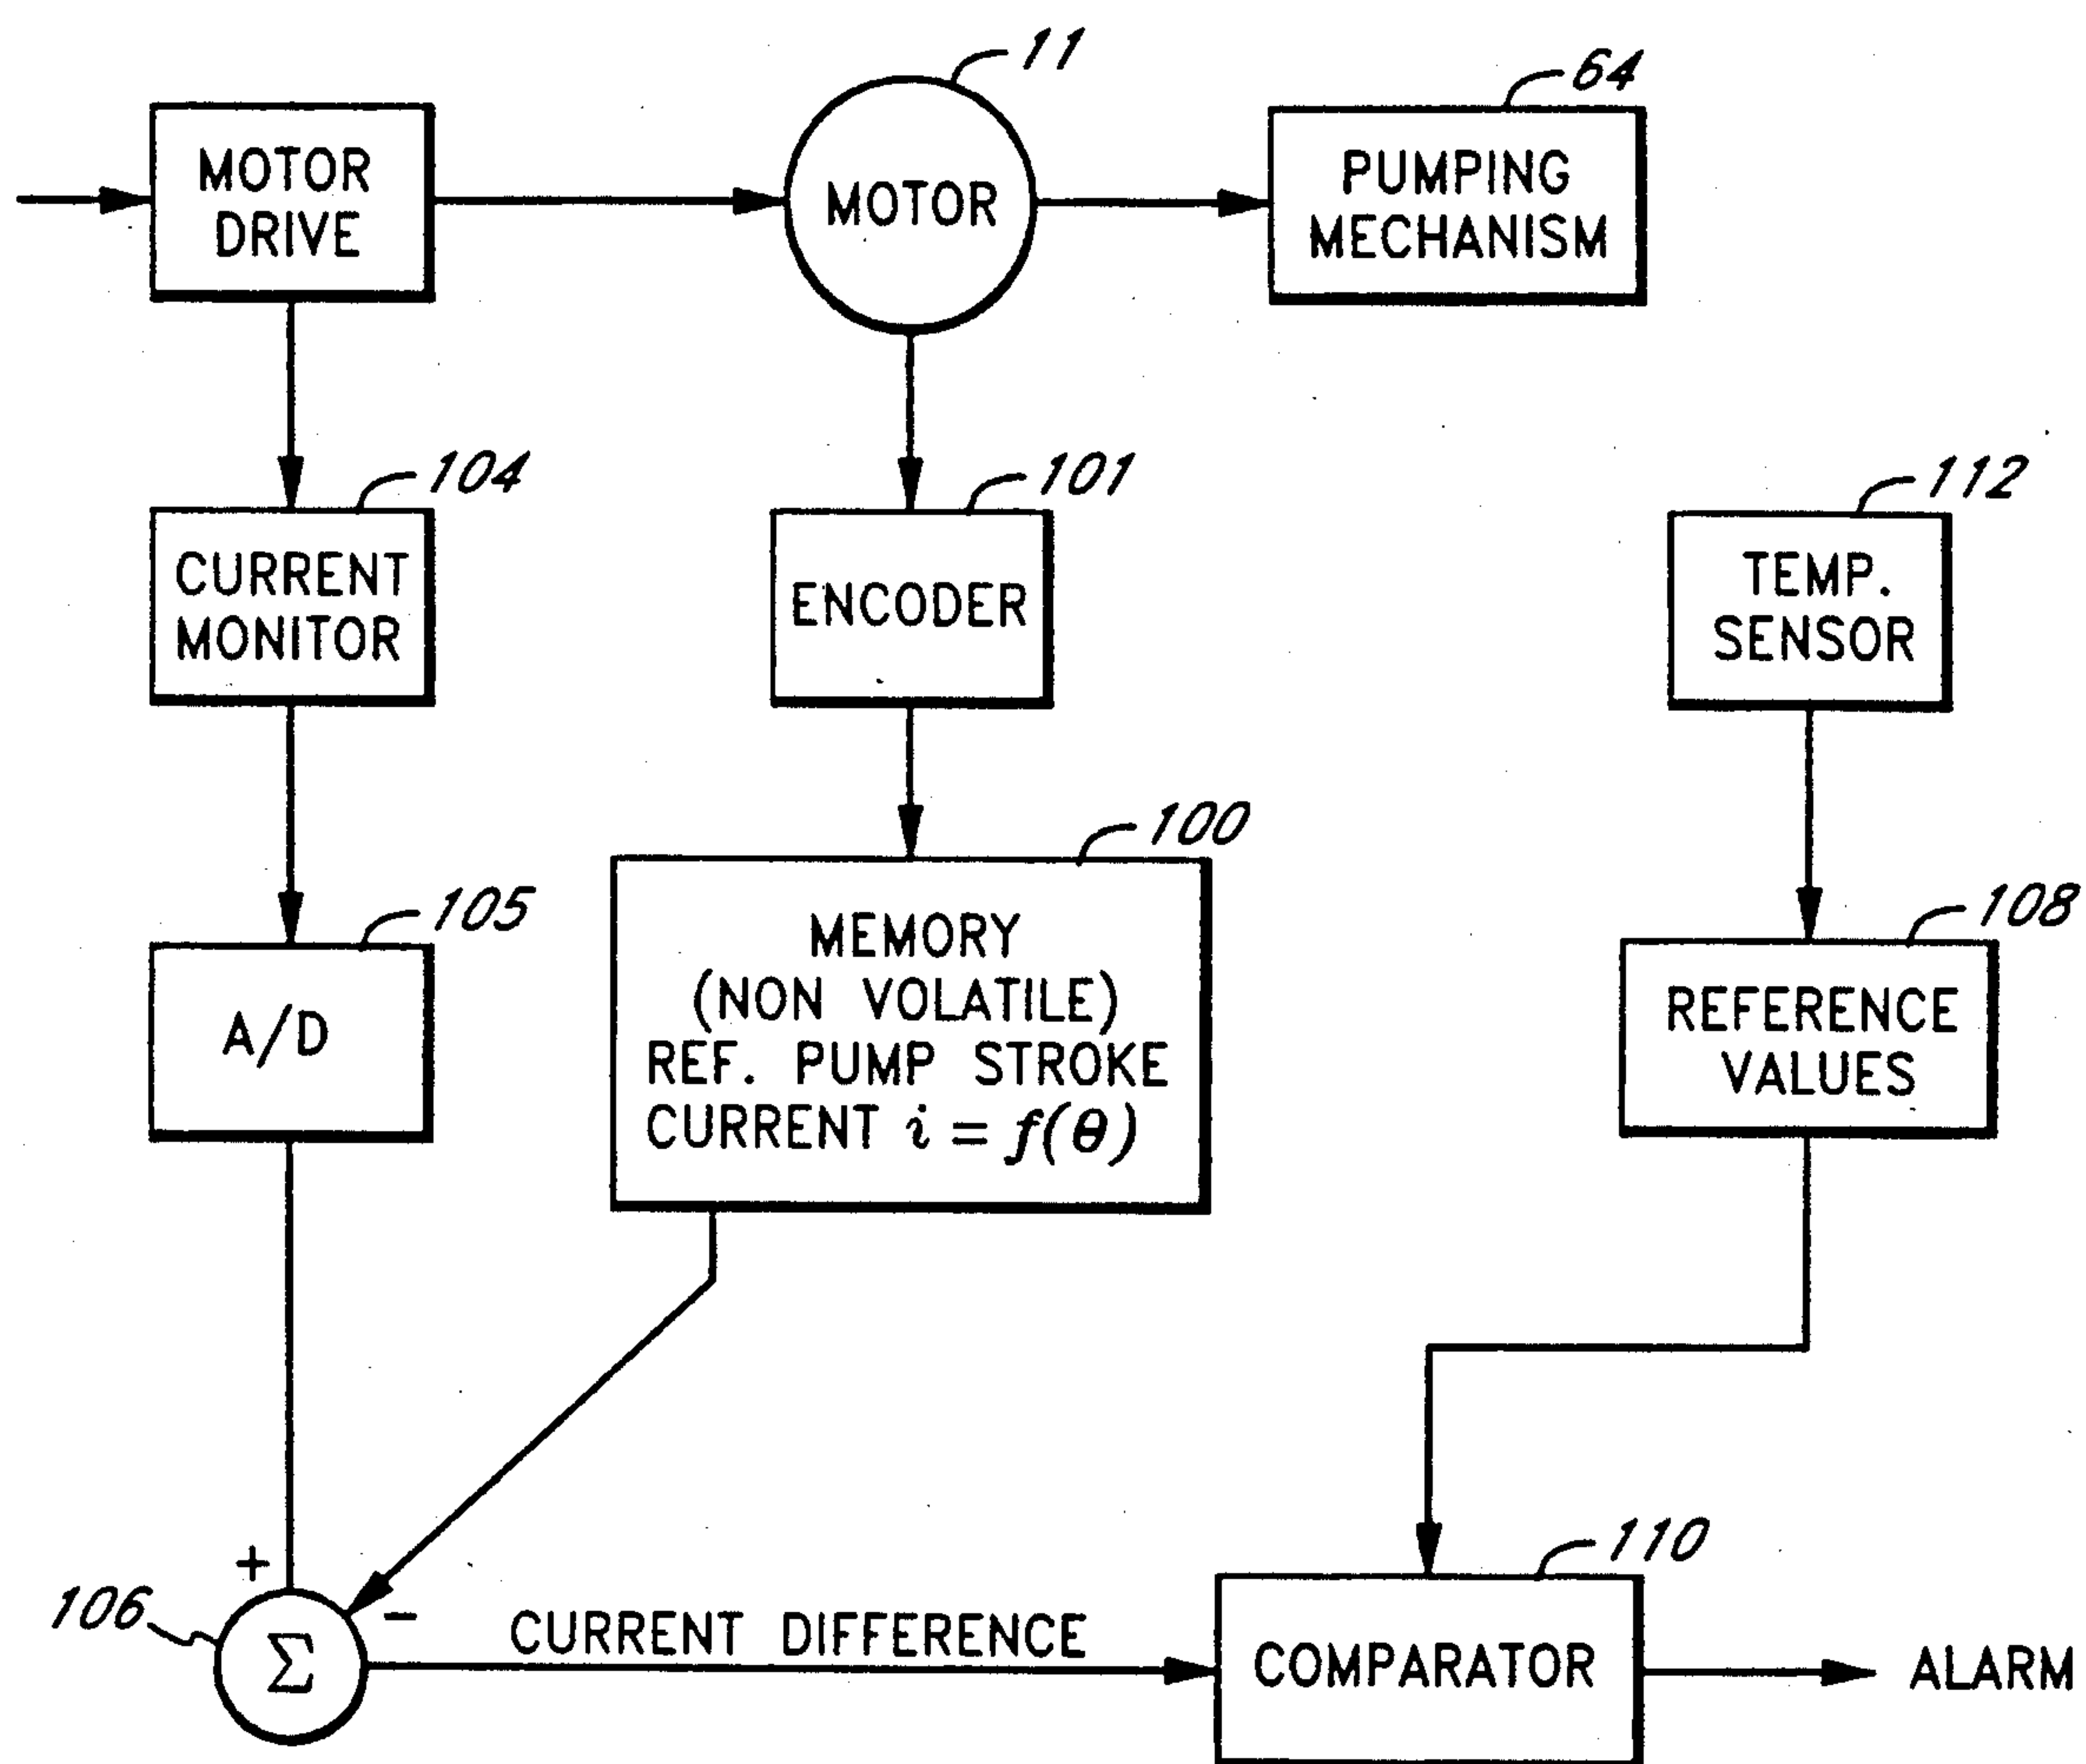 11
64
MOTOR
DRIVE
MOTOR
PUMPING
MECHANISM
104
101
112
CURRENT
MONITOR
ENCODER
TEMP.
SENSOR
100
105
108
A/D
MEMORY
(NON VOLATILE)
REF. PUMP STROKE
CURRENT i = f(θ)
REFERENCE
VALUES
110
+
106
Σ
−
CURRENT DIFFERENCE
COMPARATOR
ALARM